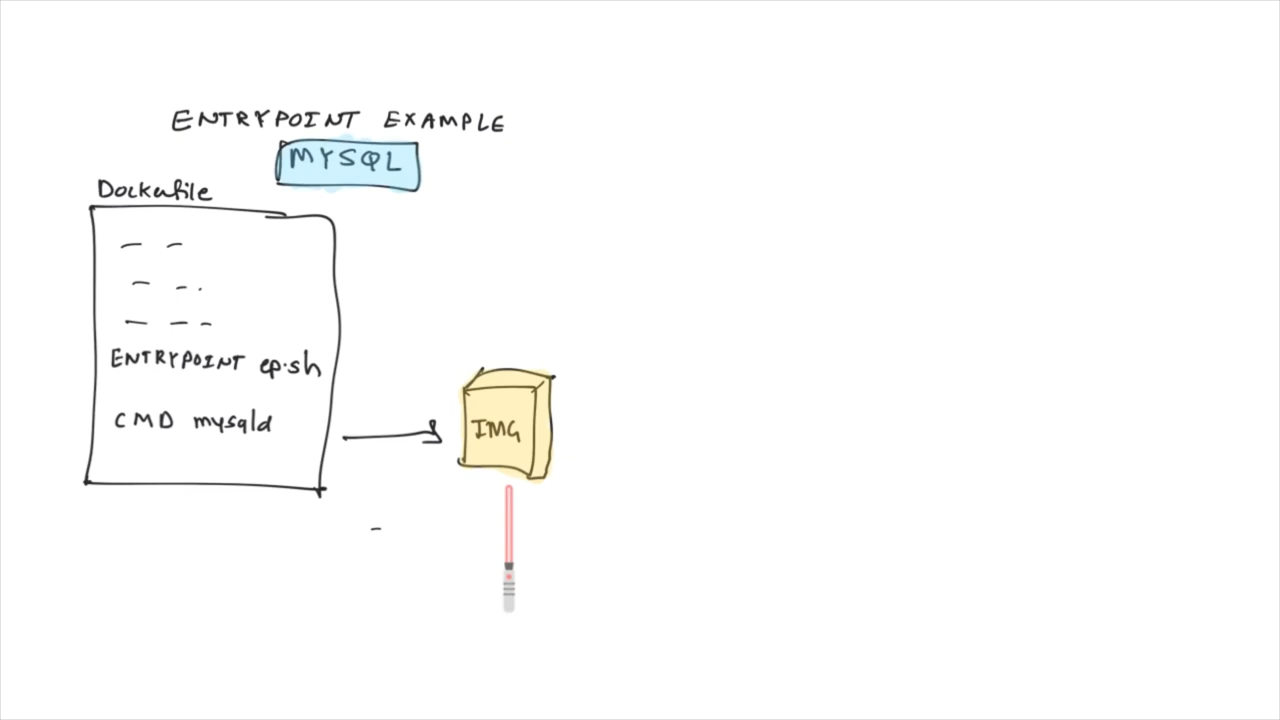 ENTRYPOINT EXAMPLE
MYSQL
Dockerfile
ENTRYPOINT ep.sh
CMD mysqld
IMG